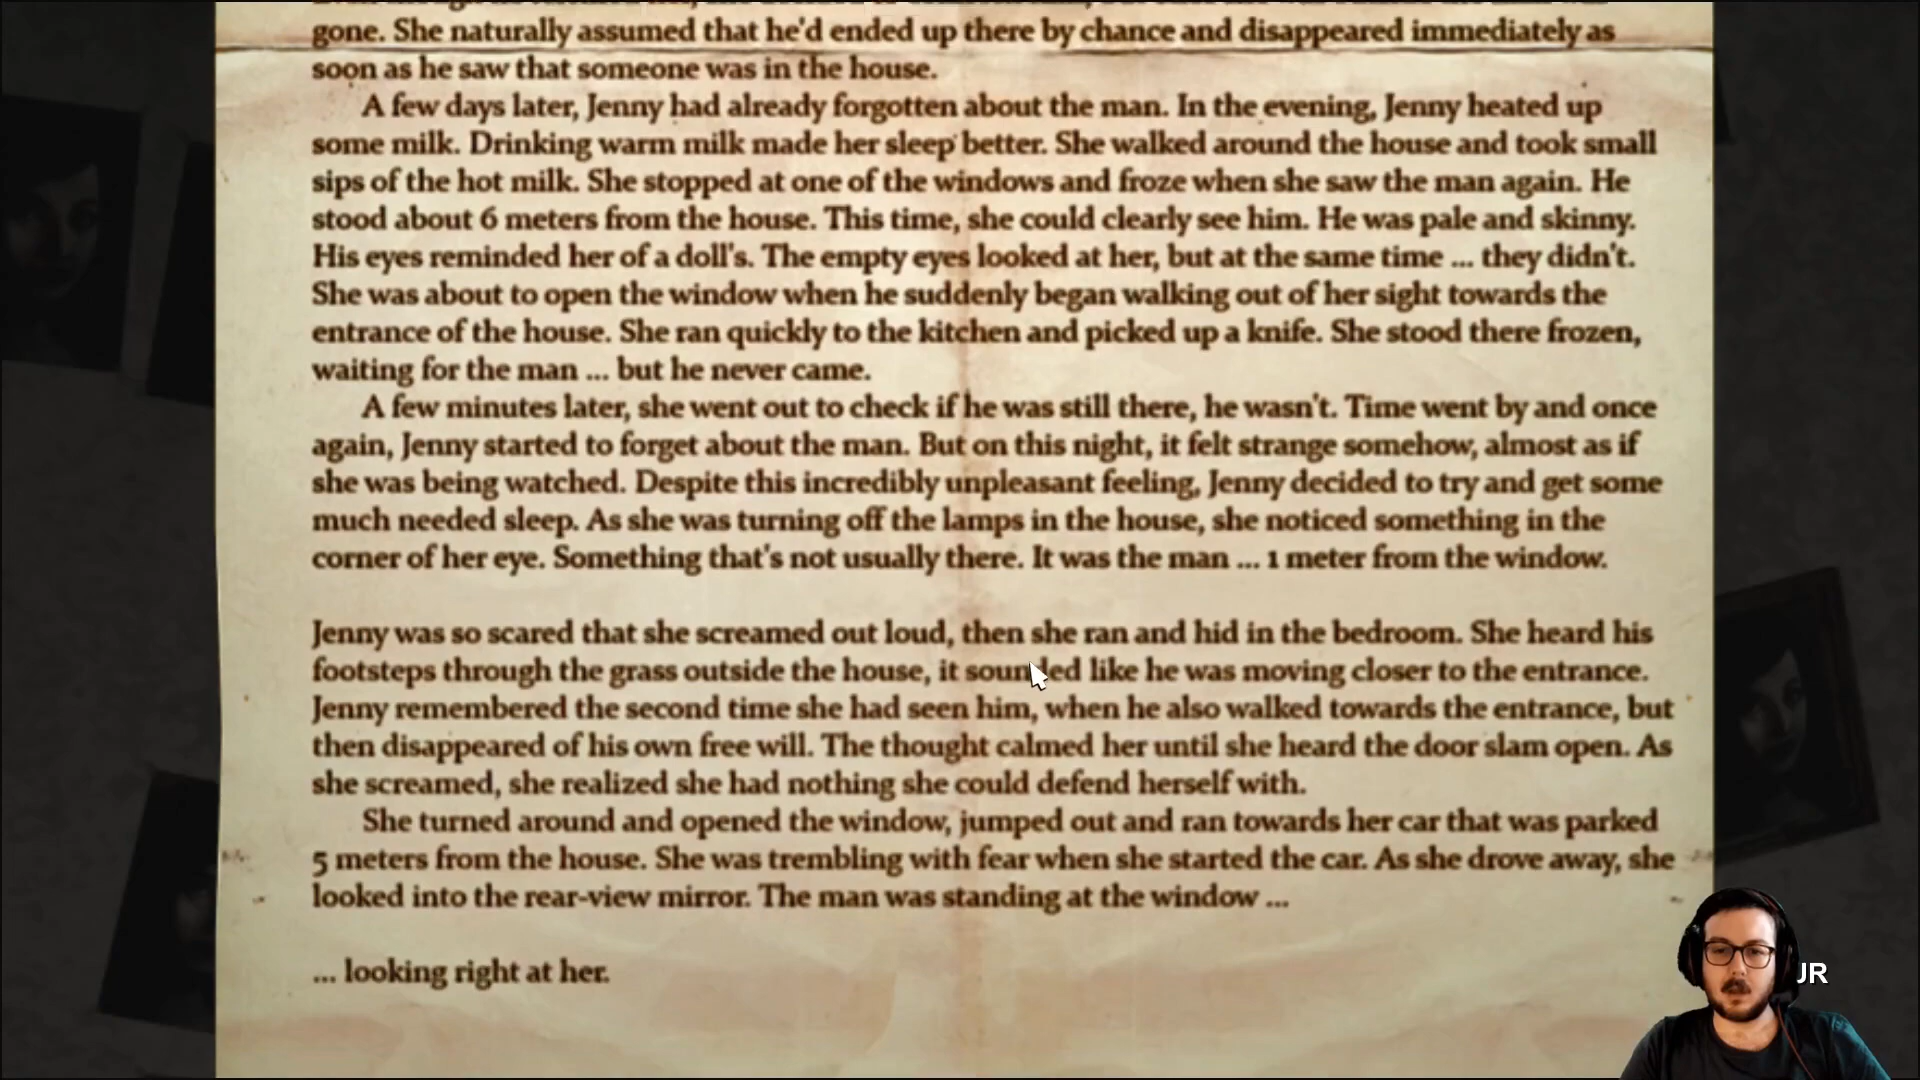 gone. She naturally assumed that he'd ended up there by chance and disappeared immediately as
soon as he saw that someone was in the house.
A few days later, Jenny had already forgotten about the man. In the evening, Jenny heated up
some milk. Drinking warm milk made her sleep better. She walked around the house and took small
sips of the hot milk. She stopped at one of the windows and froze when she saw the man again. He
stood about 6 meters from the house. This time, she could clearly see him. He was pale and skinny.
His eyes reminded her of a doll's. The empty eyes looked at her, but at the same time ... they didn't.
She was about to open the window when he suddenly began walking out of her sight towards the
entrance of the house. She ran quickly to the kitchen and picked up a knife. She stood there frozen,
waiting for the man ... but he never came.
A few minutes later, she went out to check if he was still there, he wasn't. Time went by and once
again, Jenny started to forget about the man. But on this night, it felt strange somehow, almost as if
she was being watched. Despite this incredibly unpleasant feeling, Jenny decided to try and get some
much needed sleep. As she was turning off the lamps in the house, she noticed something in the
corner of her eye. Something that's not usually there. It was the man ... 1 meter from the window.
Jenny was so scared that she screamed out loud, then she ran and hid in the bedroom. She heard his
footsteps through the grass outside the house, it sounded like he was moving closer to the entrance.
Jenny remembered the second time she had seen him, when he also walked towards the entrance, but
then disappeared of his own free will. The thought calmed her until she heard the door slam open. As
she screamed, she realized she had nothing she could defend herself with.
She turned around and opened the window, jumped out and ran towards her car that was parked
5 meters from the house. She was trembling with fear when she started the car. As she drove away, she
looked into the rear-view mirror. The man was standing at the window ...
... looking right at her.
JR